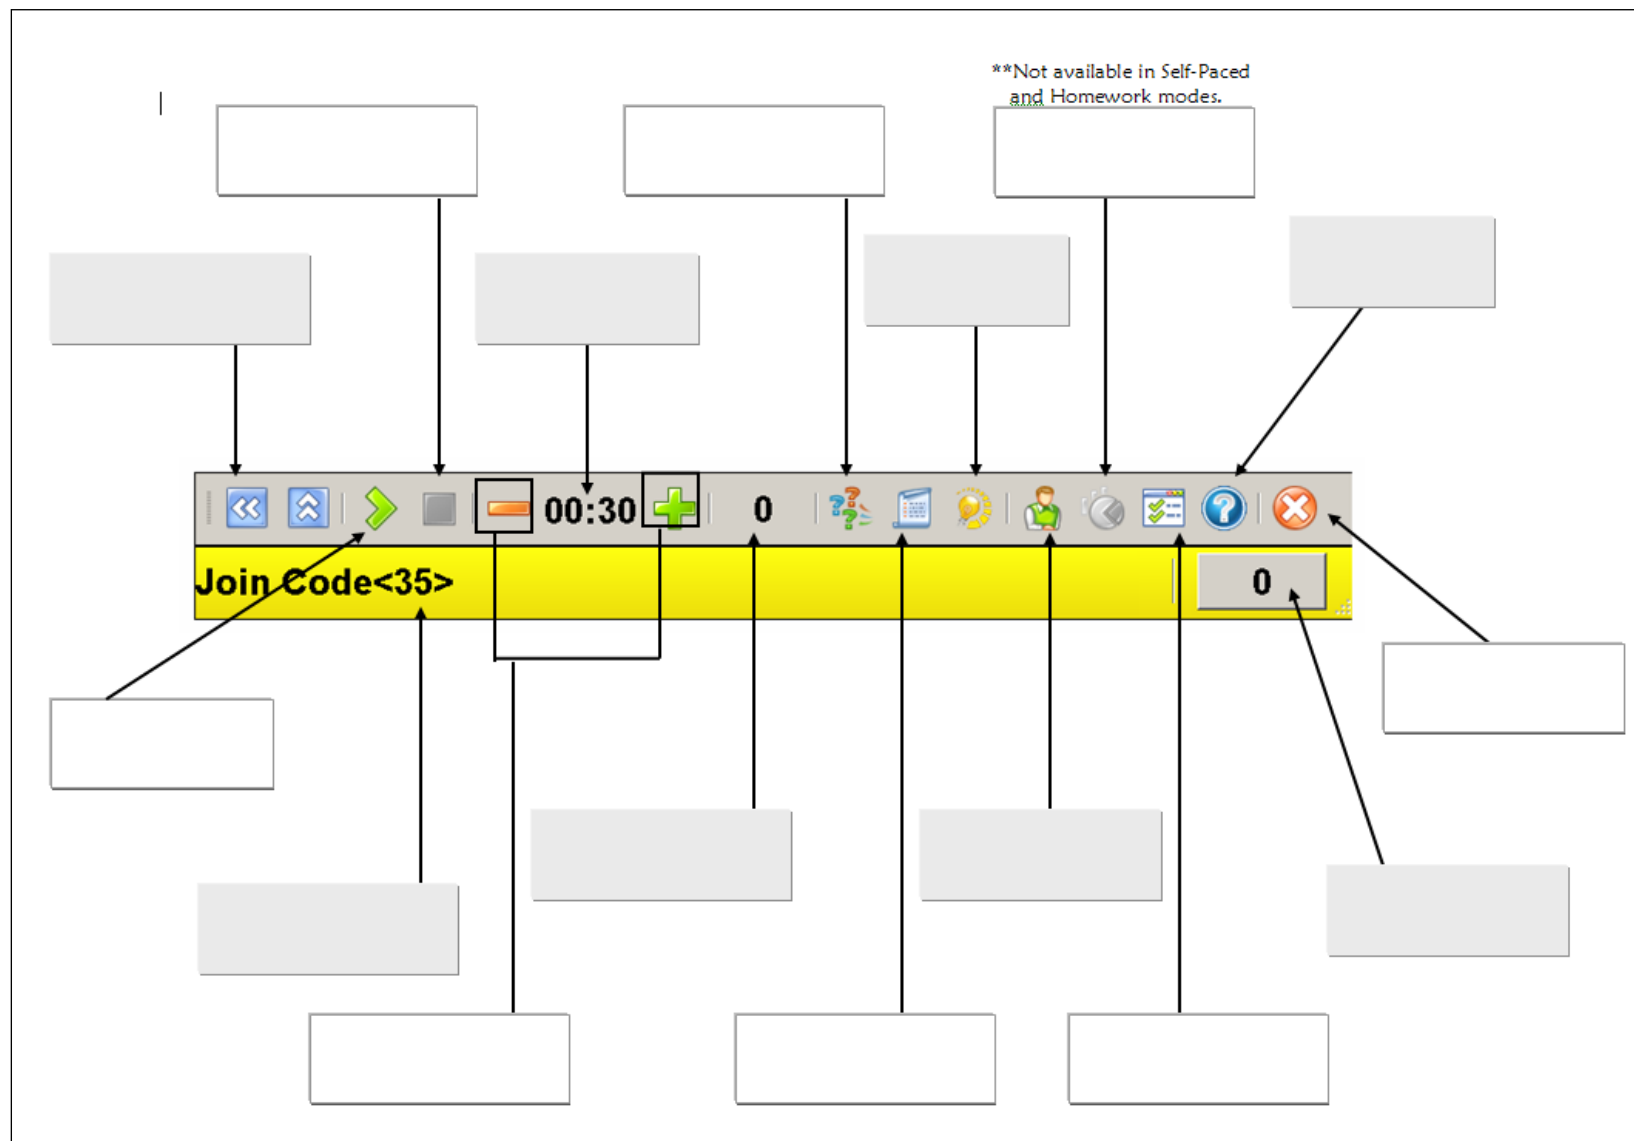 **Not available in Self-Paced
and Homework modes.
00:30
0
Join Code<35>
0